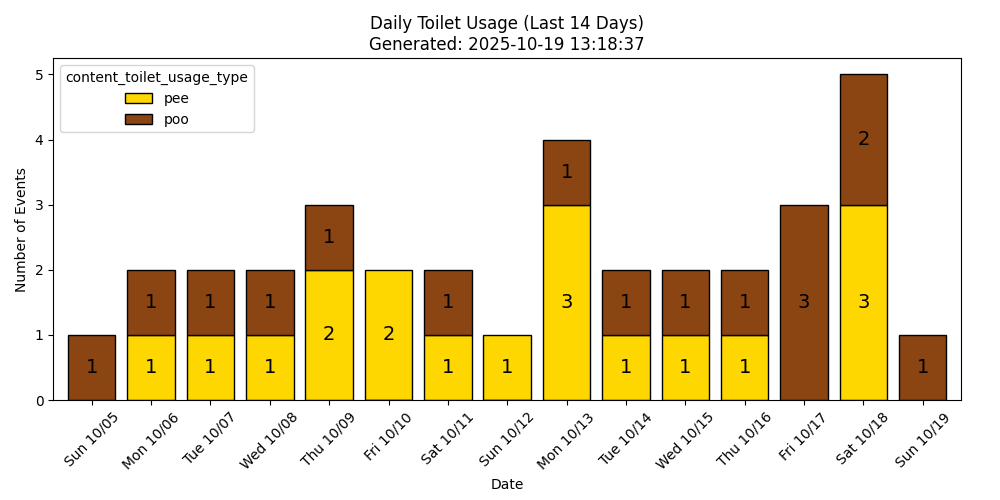 Daily Toilet Usage (Last 14 Days)
Generated: 2025-10-19 13:18:37
content_toilet_usage_type
pee
poo
Number of Events
5
4
3
2
1
0
1
1
1
1
1
1
1
2
1
2
1
1
1
3
1
1
1
1
1
1
1
3
3
2
1
Sun 10/05
Mon 10/06
Tue 10/07
Wed 10/08
Thu 10/09
Fri 10/10
Sat 10/11
Sun 10/12
Mon 10/13
Tue 10/14
Wed 10/15
Thu 10/16
Fri 10/17
Sat 10/18
Sun 10/19
Date